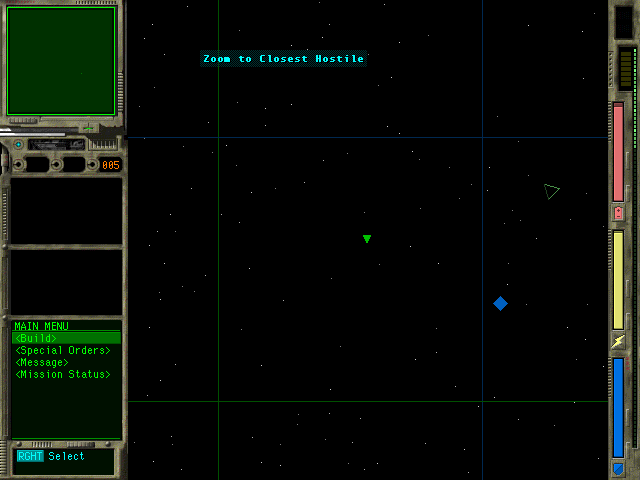 Zoom to Closest Hostile
005
MAIN MENU
<Build>
<Special Orders>
<Message>
<Mission Status>
RGHT Select